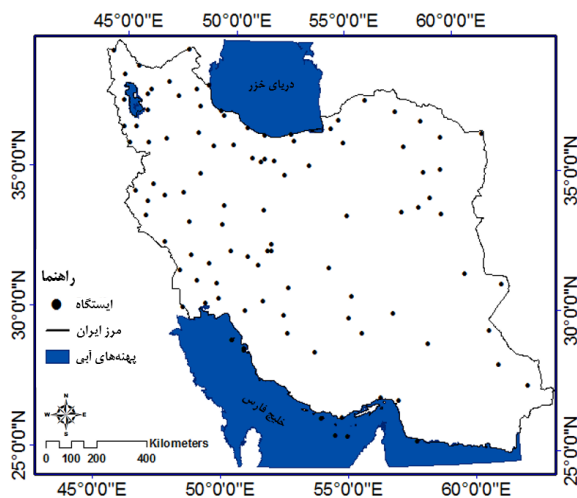 45°0'0"E 50°0'0"E 55°0'0"E 60°0'0"E
دریای خزر
35°0'0"N 35°0'0"N
راهنما
ایستگاه
مرز ایران
پهنه‌های آبی
30°0'0"N 30°0'0"N
خلیج فارس
N
W E
S
Kilometers
0 100 200 400
25°0'0"N 25°0'0"N
45°0'0"E 50°0'0"E 55°0'0"E 60°0'0"E